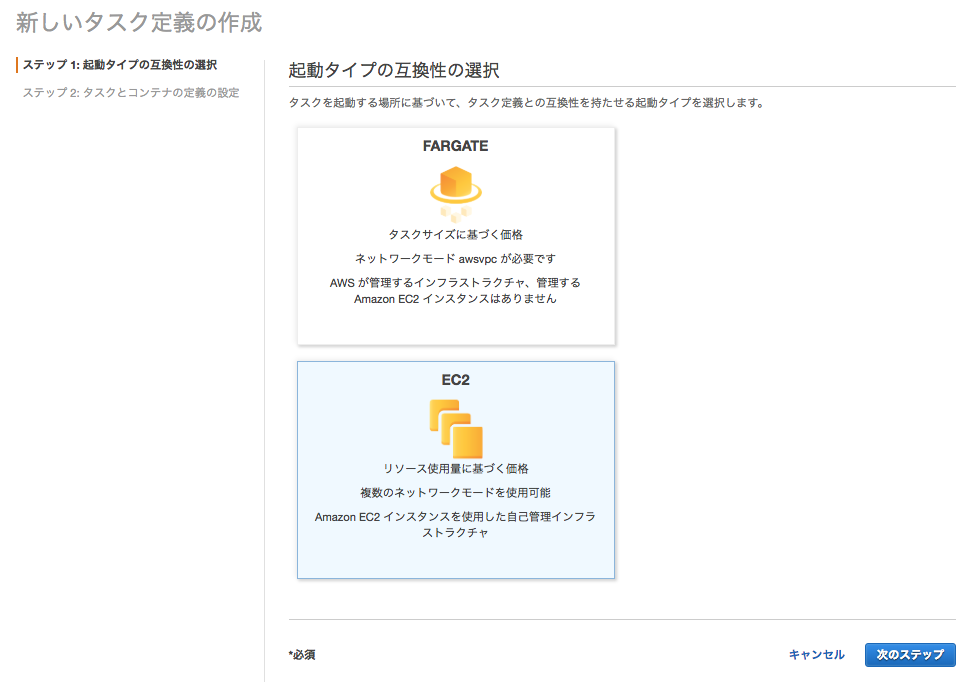 新しいタスク定義の作成
ステップ 1: 起動タイプの互換性の選択
ステップ 2: タスクとコンテナの定義の設定
起動タイプの互換性の選択
タスクを起動する場所に基づいて、タスク定義との互換性を持たせる起動タイプを選択します。
FARGATE
タスクサイズに基づく価格
ネットワークモード awsvpc が必要です
AWS が管理するインフラストラクチャ、管理する
Amazon EC2 インスタンスはありません
EC2
リソース使用量に基づく価格
複数のネットワークモードを使用可能
Amazon EC2 インスタンスを使用した自己管理インフラ
ストラクチャ
*必須
キャンセル
次のステップ